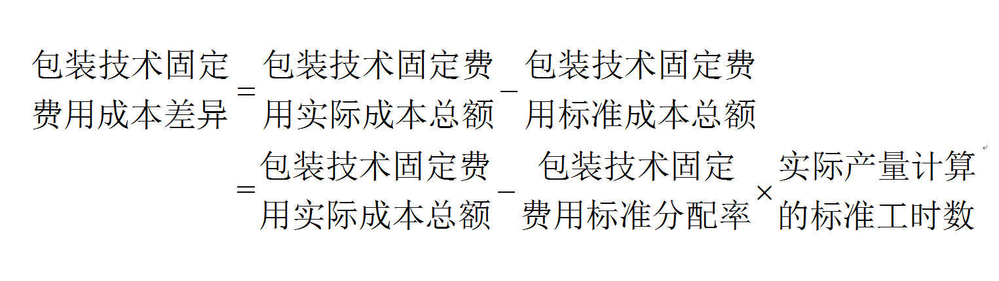 包装技术固定 包装技术固定费 包装技术固定费
= −
费用成本差异 用实际成本总额 用标准成本总额
包装技术固定费 包装技术固定 实际产量计算
= − ×
用实际成本总额 费用标准分配率 的标准工时数